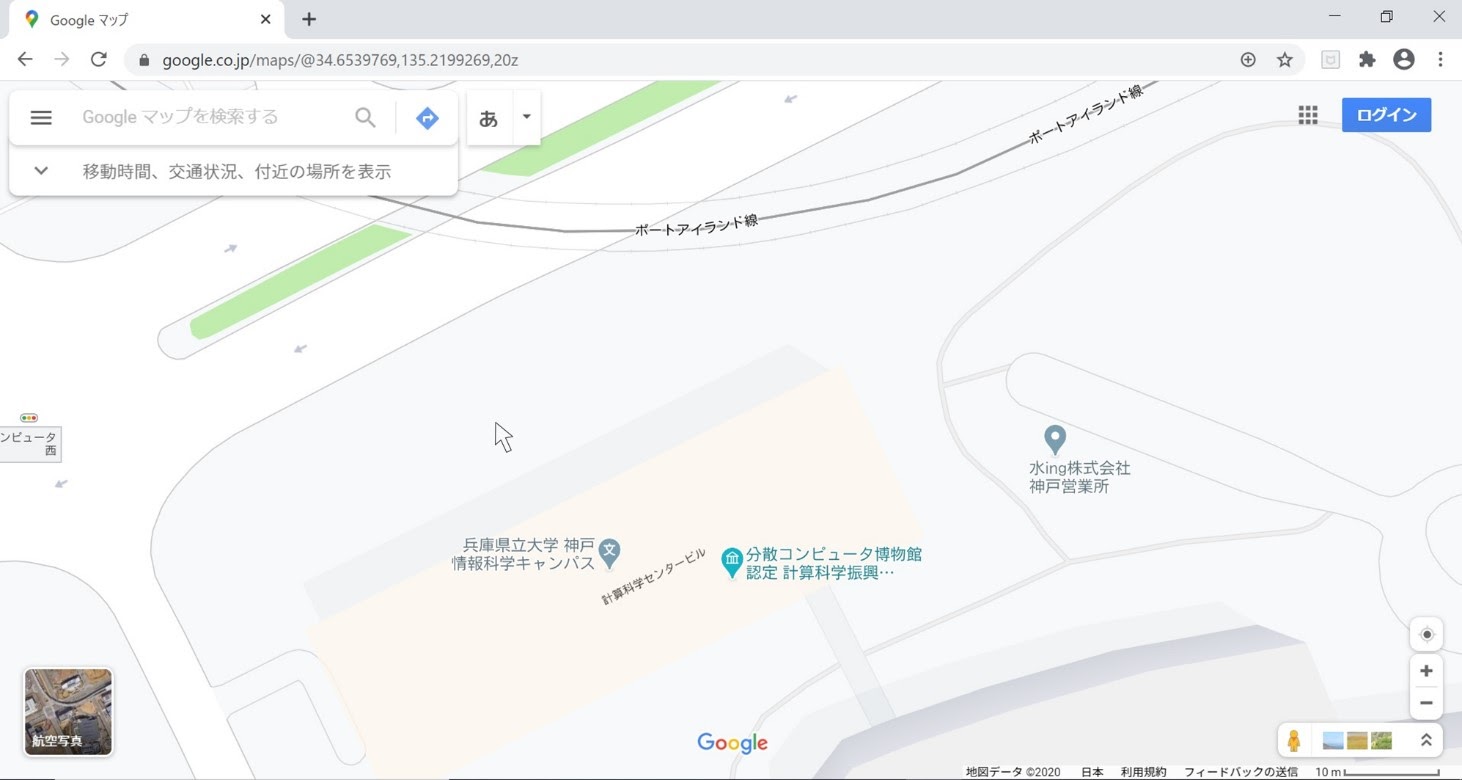 Google マップ
google.co.jp/maps/@34.6539769,135.2199269,20z
Google マップを検索する
あ
ログイン
移動時間、交通状況、付近の場所を表示
ポートアイランド線
ポートアイランド線
ンピュータ
西
水ing株式会社
神戸営業所
兵庫県立大学 神戸
情報科学キャンパス
文
計算科学センタービル
分散コンピュータ博物館
認定 計算科学振興…
航空写真
Google
地図データ ©2020 日本 利用規約 フィードバックの送信 10 m